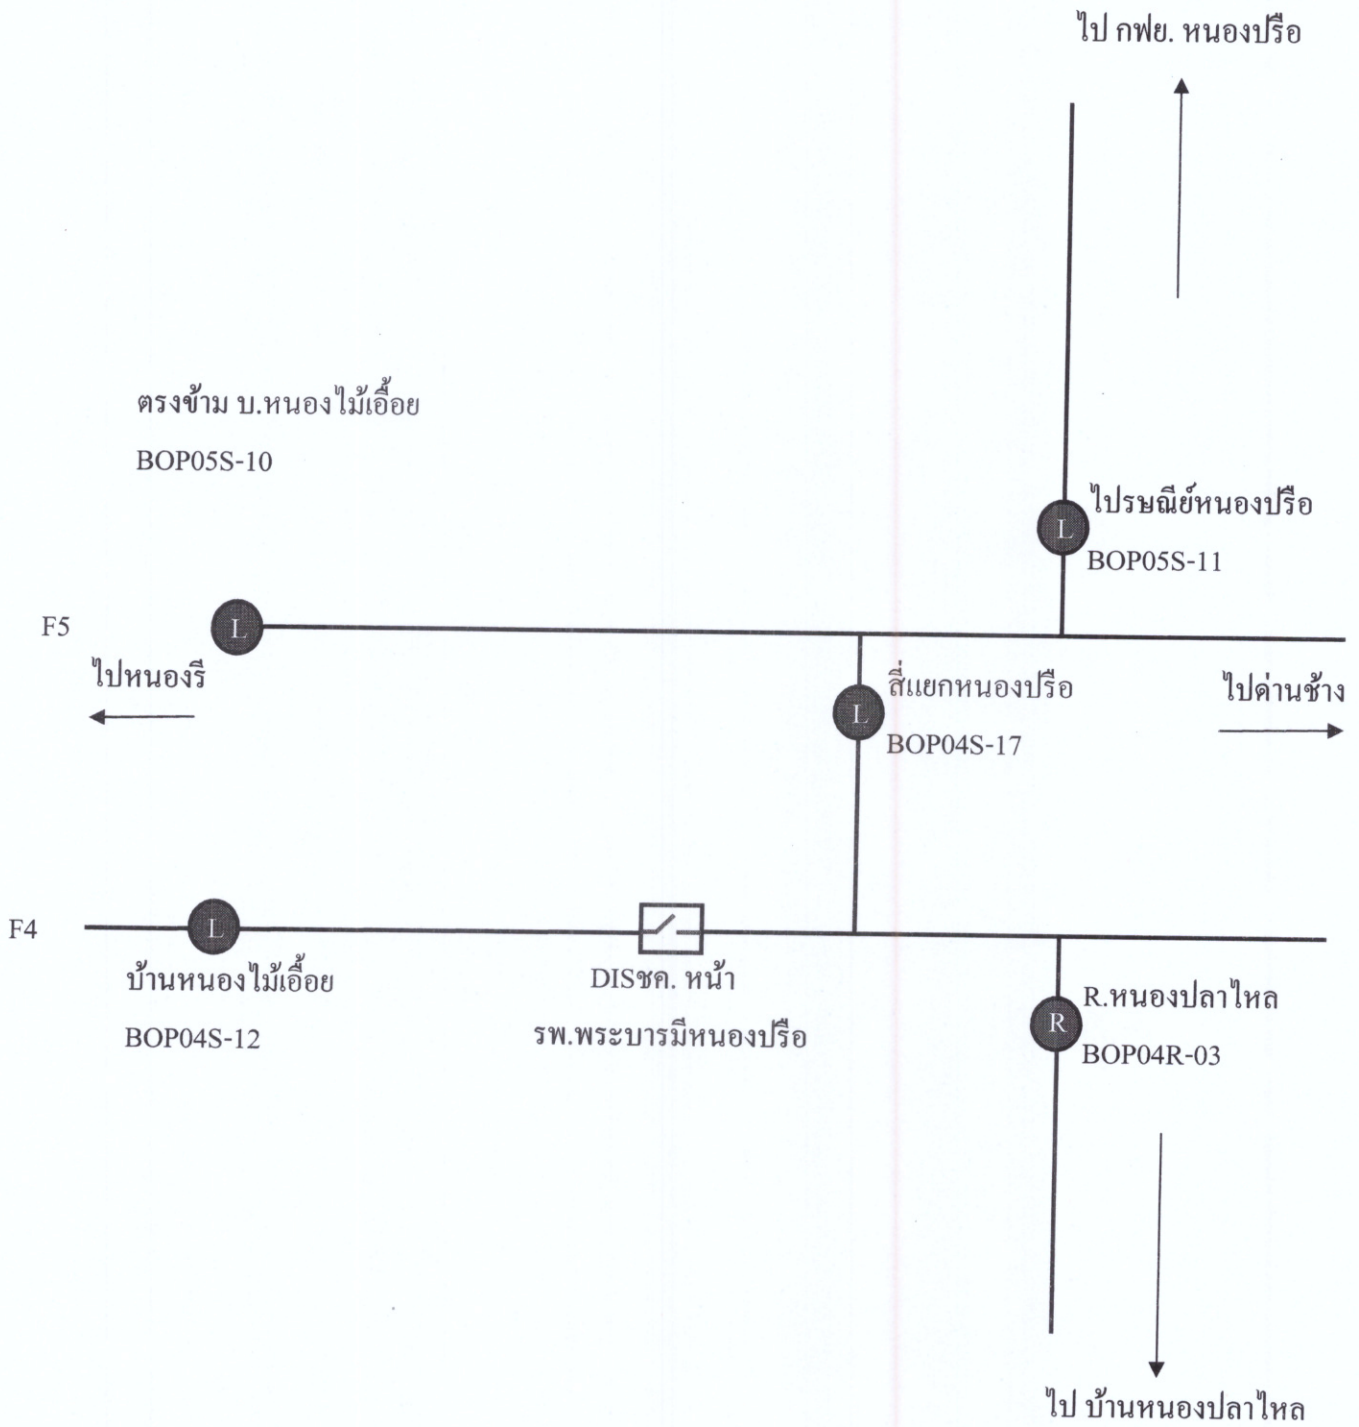 ไป กฟย. หนองปรือ
ตรงข้าม บ.หนองไม้เอื้อย
BOP05S-10
ไปรษณีย์หนองปรือ
L
BOP05S-11
F5
L
ไปหนองรี
สี่แยกหนองปรือ
ไปด่านช้าง
L
BOP04S-17
F4
L
บ้านหนองไม้เอื้อย
DISชค. หน้า
R.หนองปลาไหล
BOP04S-12
รพ.พระบารมีหนองปรือ
R
BOP04R-03
ไป บ้านหนองปลาไหล